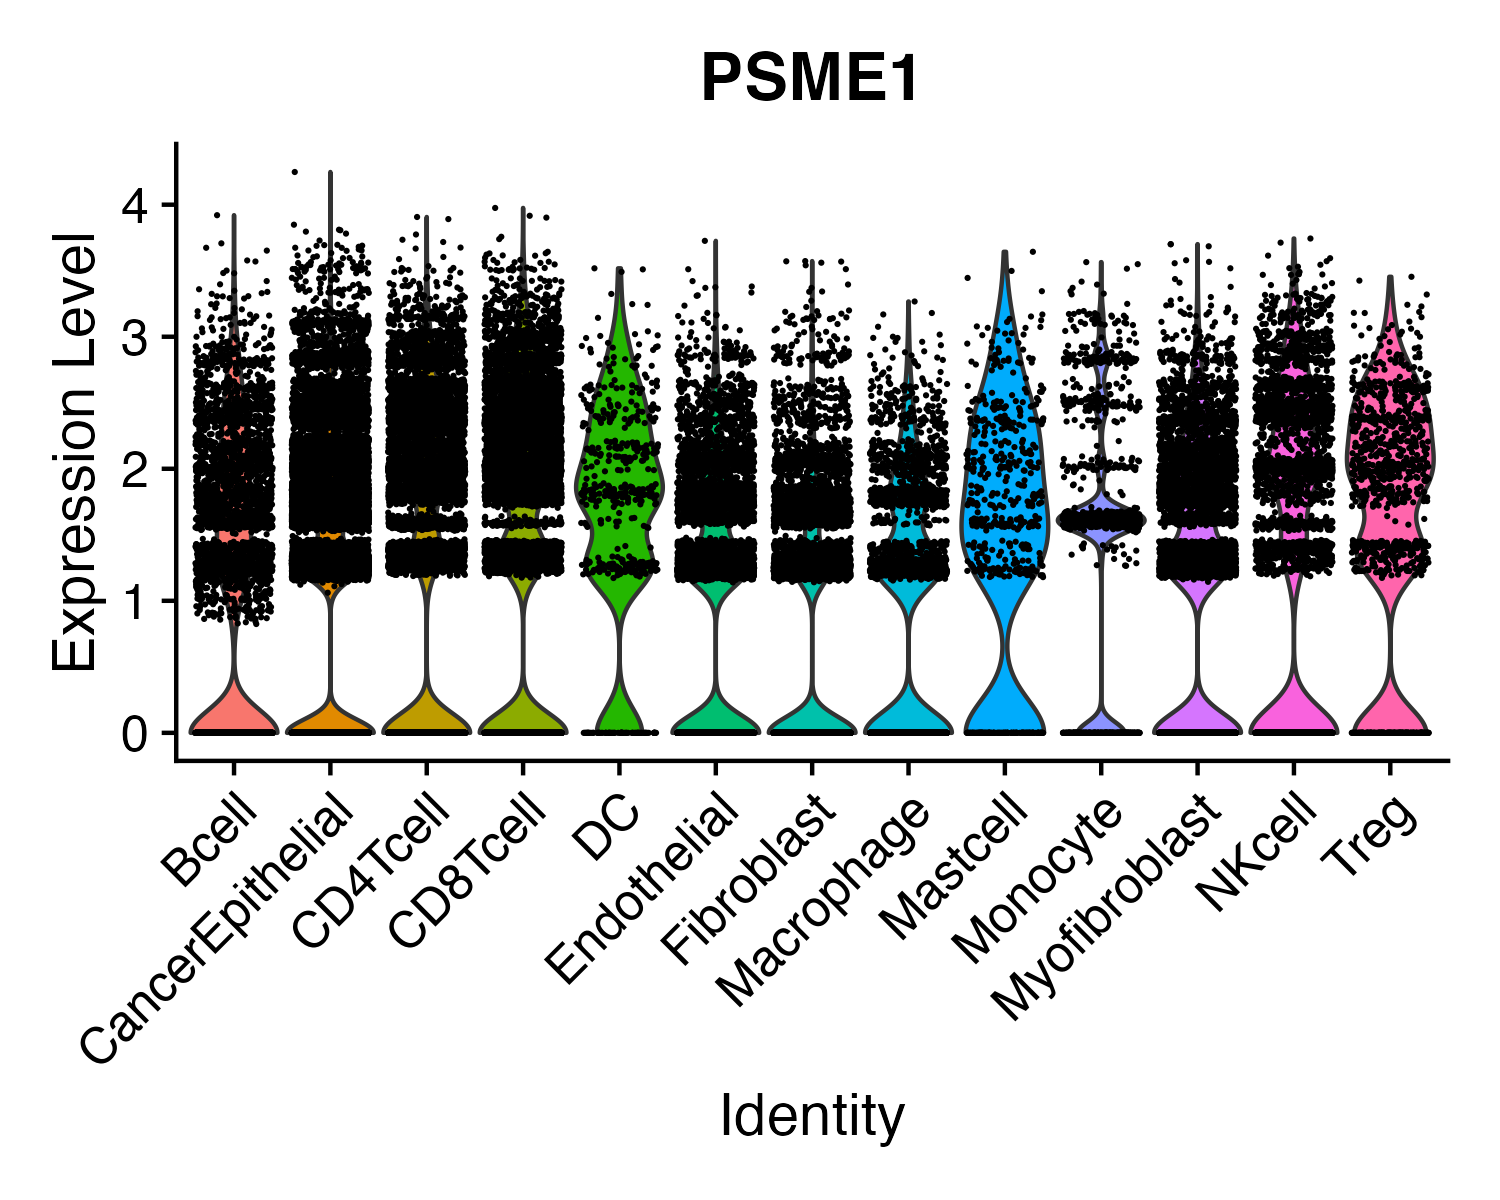 PSME1
Expression Level
4
3
2
1
0
Bcell
CancerEpithelial
CD4Tcell
CD8Tcell
DC
Endothelial
Fibroblast
Macrophage
Mastcell
Monocyte
Myofibroblast
NKcell
Treg
Identity